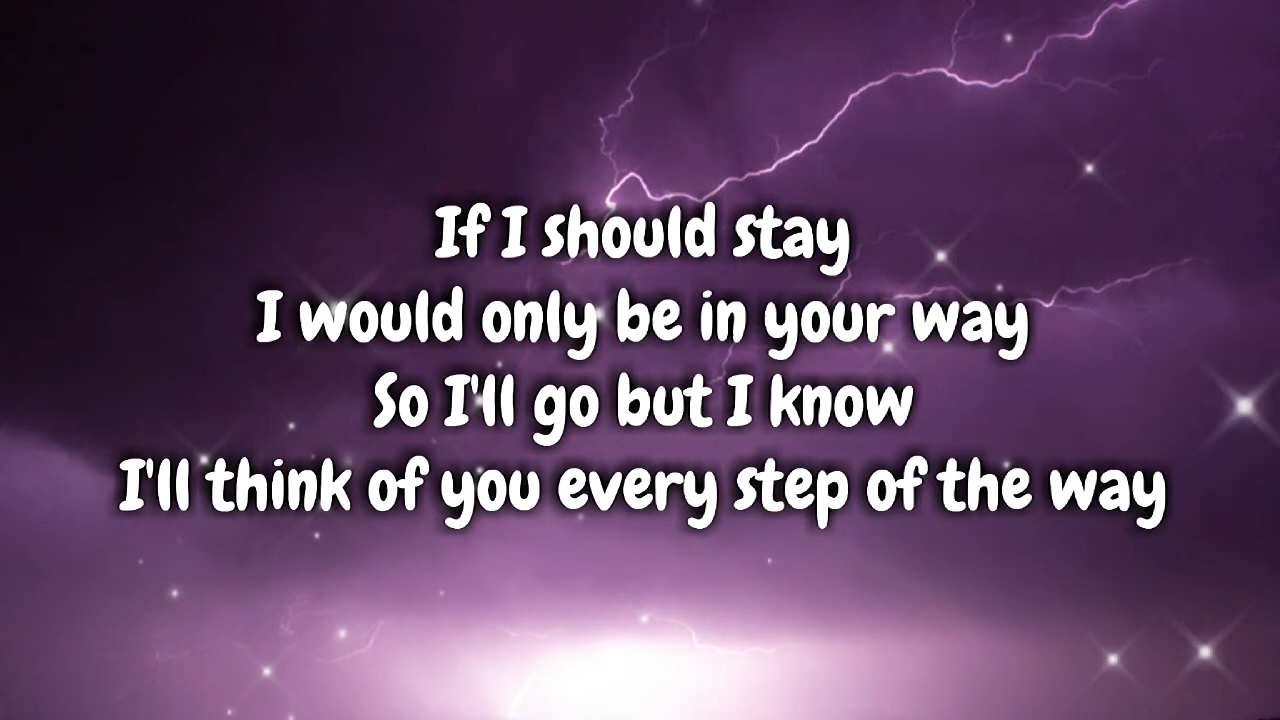 If I should stay
I would only be in your way
So I'll go but I know
I'll think of you every step of the way